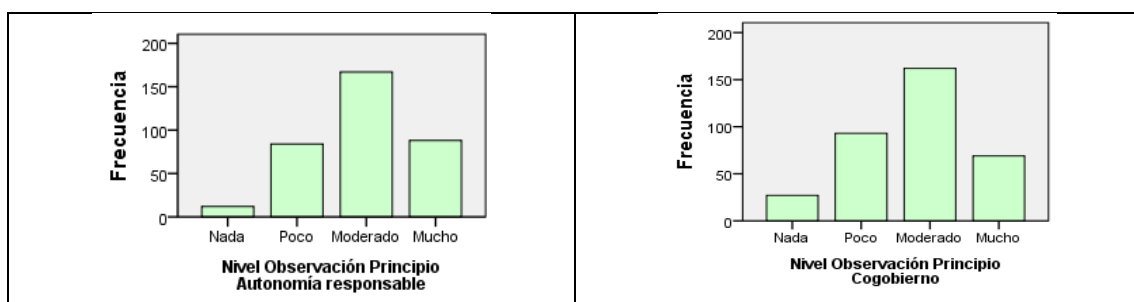 Frecuencia
200
150
100
50
0
Nada Poco Moderado Mucho
Nivel Observación Principio
Autonomía responsable
Frecuencia
200
150
100
50
0
Nada Poco Moderado Mucho
Nivel Observación Principio
Cogobierno